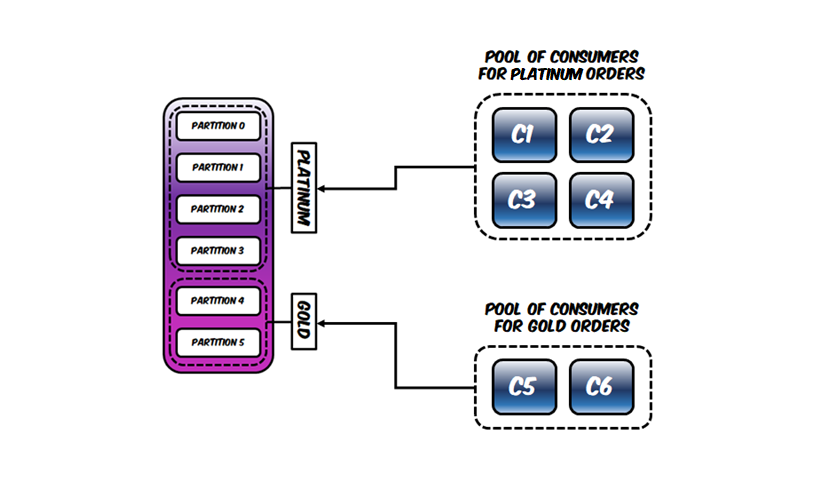 POOL OF CONSUMERS
FOR PLATINUM ORDERS
C1
C2
C3
C4
PARTITION 0
PARTITION 1
PARTITION 2
PARTITION 3
PLATINUM
PARTITION 4
PARTITION 5
GOLD
POOL OF CONSUMERS
FOR GOLD ORDERS
C5
C6